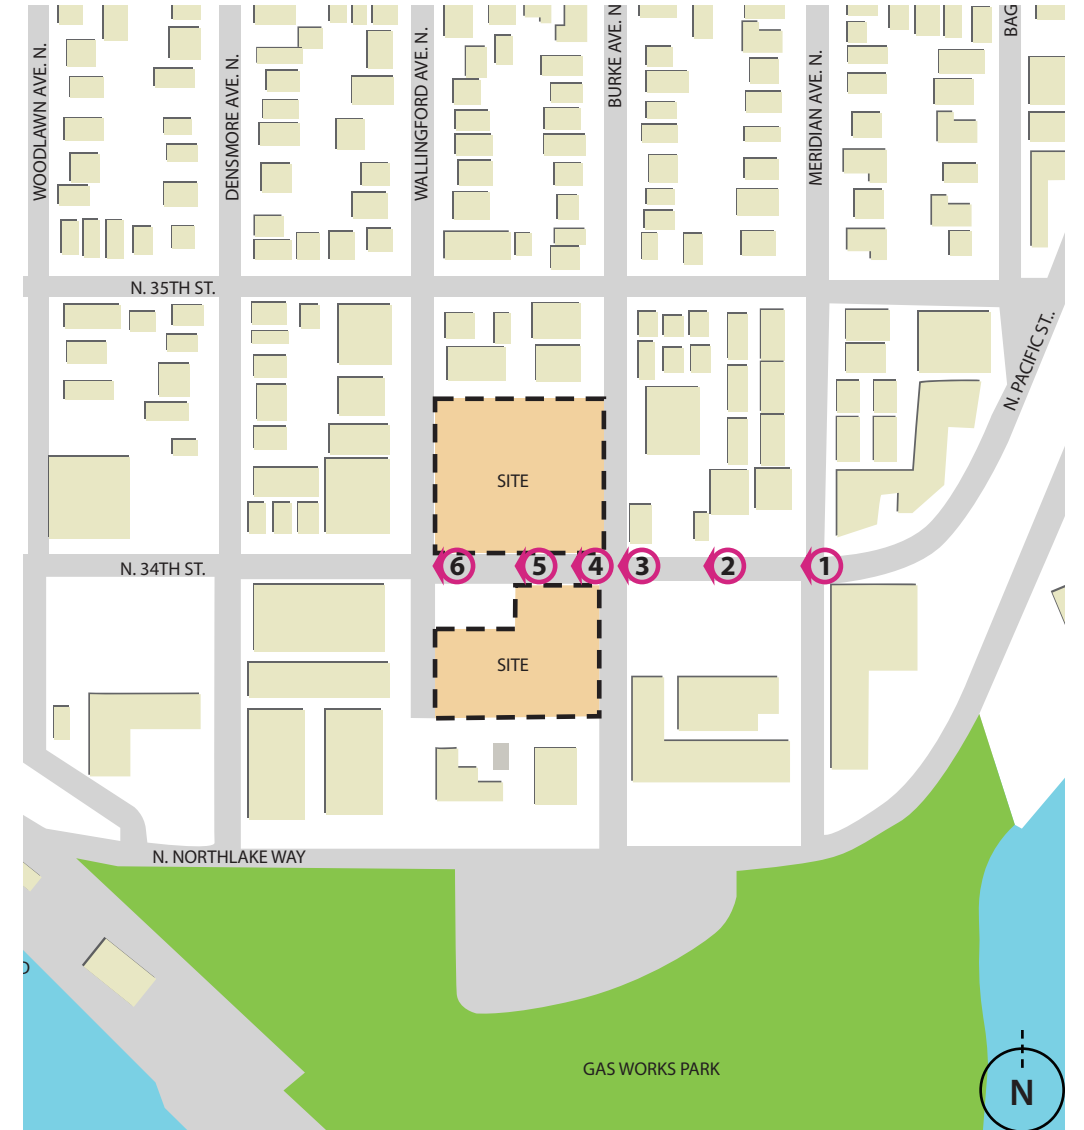 WOODLAWN AVE. N.
DENSMORE AVE. N.
WALLINGFORD AVE. N.
BURKE AVE. N
MERIDIAN AVE. N.
BAG
N. 35TH ST.
N. PACIFIC ST..
SITE
N. 34TH ST.
6
5
4
3
2
1
SITE
N. NORTHLAKE WAY
GAS WORKS PARK
N